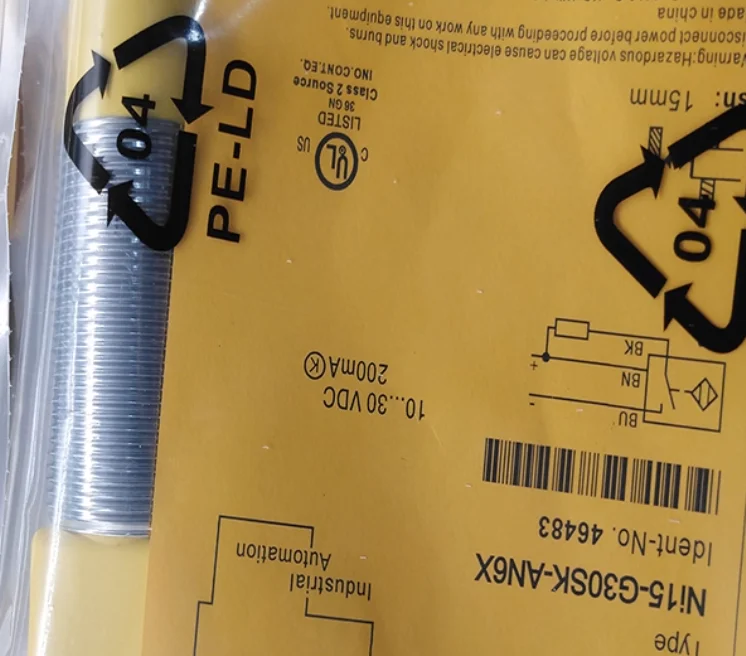 Type
Ni15-G30SK-AN6X
Ident-No. 46483
Industrial
Automation
BU
-
BN
+
BK
10...30 VDC
200mA K
15mm
C UL US
LISTED
36 GN
Class 2 Source
IND.CONT.EQ.
Warning: Hazardous voltage can cause electrical shock and burns.
Disconnect power before proceeding with any work on this equipment.
made in china
04
PE-LD
04